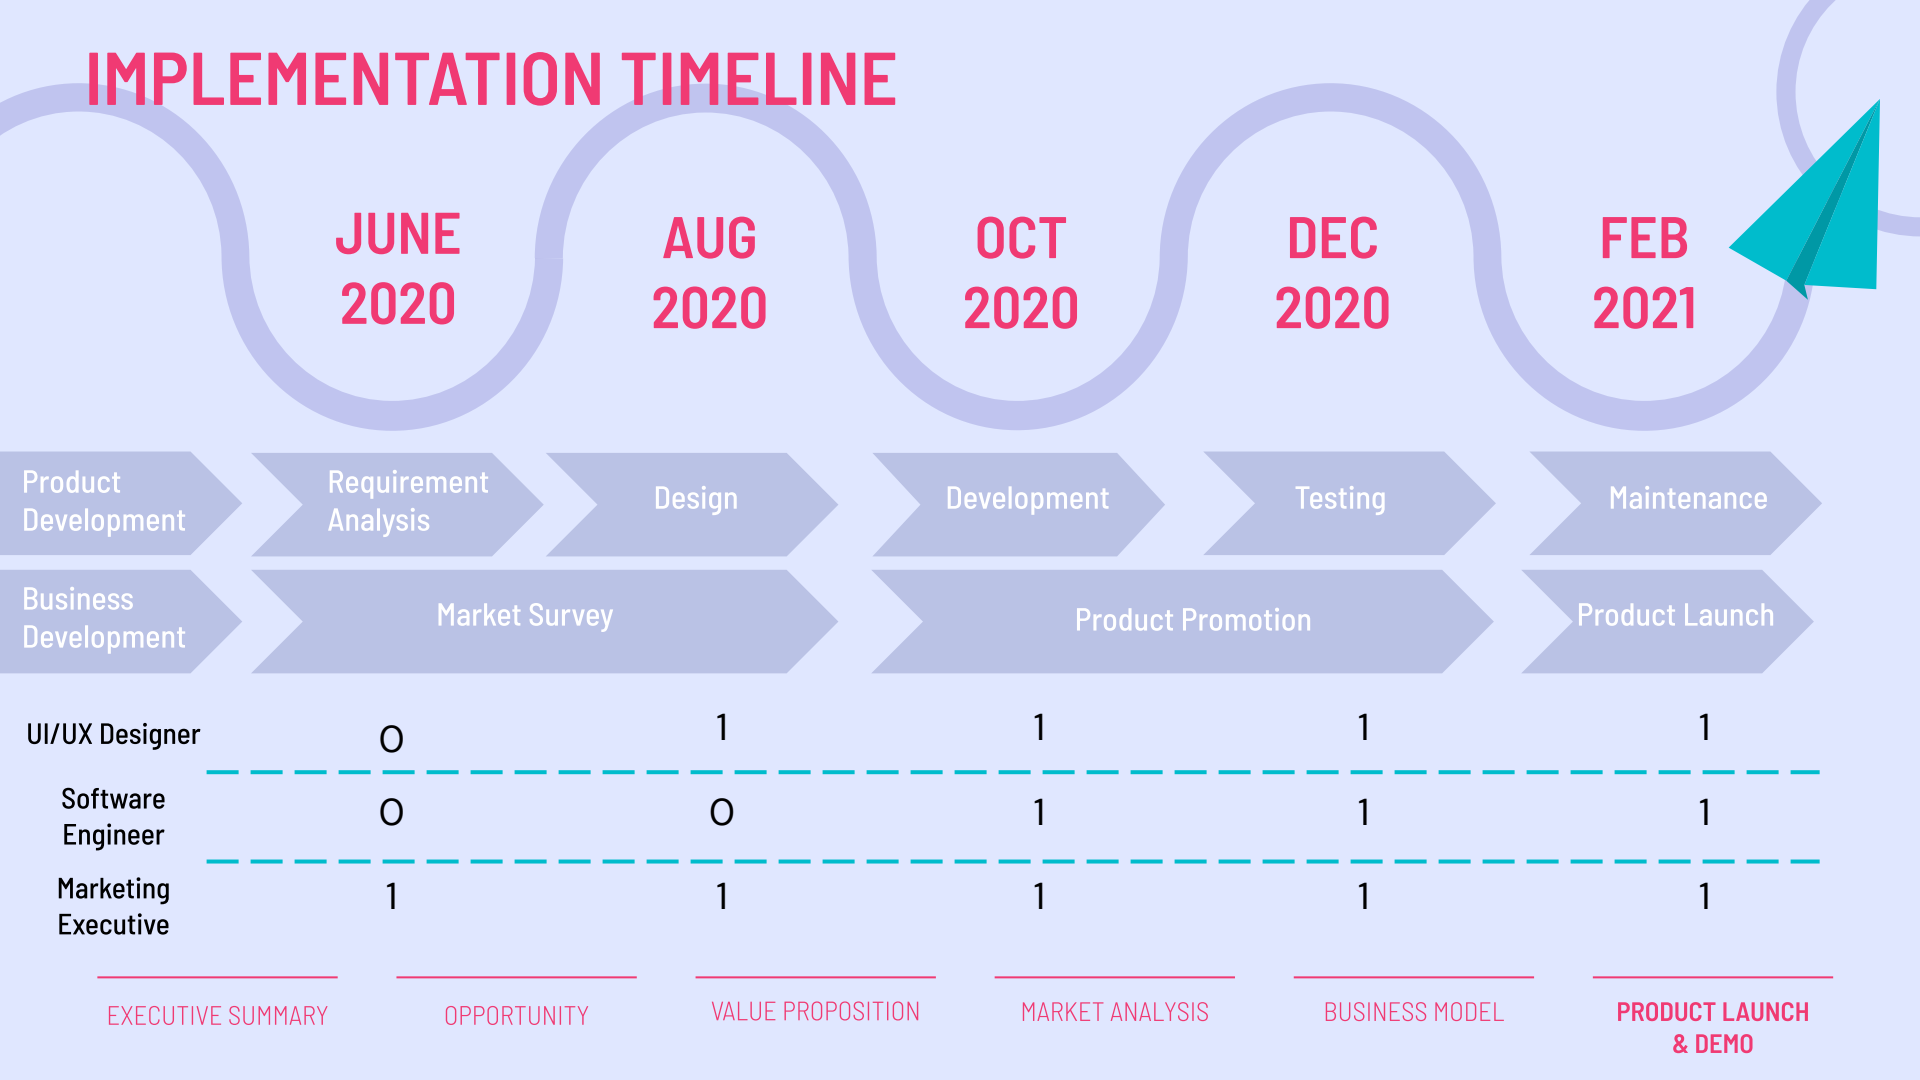 IMPLEMENTATION TIMELINE
JUNE
2020
AUG
2020
OCT
2020
DEC
2020
FEB
2021
Product
Development
Requirement
Analysis
Design
Development
Testing
Maintenance
Business
Development
Market Survey
Product Promotion
Product Launch
UI/UX Designer
0
1
1
1
1
Software
Engineer
0
0
1
1
1
Marketing
Executive
1
1
1
1
1
EXECUTIVE SUMMARY
OPPORTUNITY
VALUE PROPOSITION
MARKET ANALYSIS
BUSINESS MODEL
PRODUCT LAUNCH
& DEMO